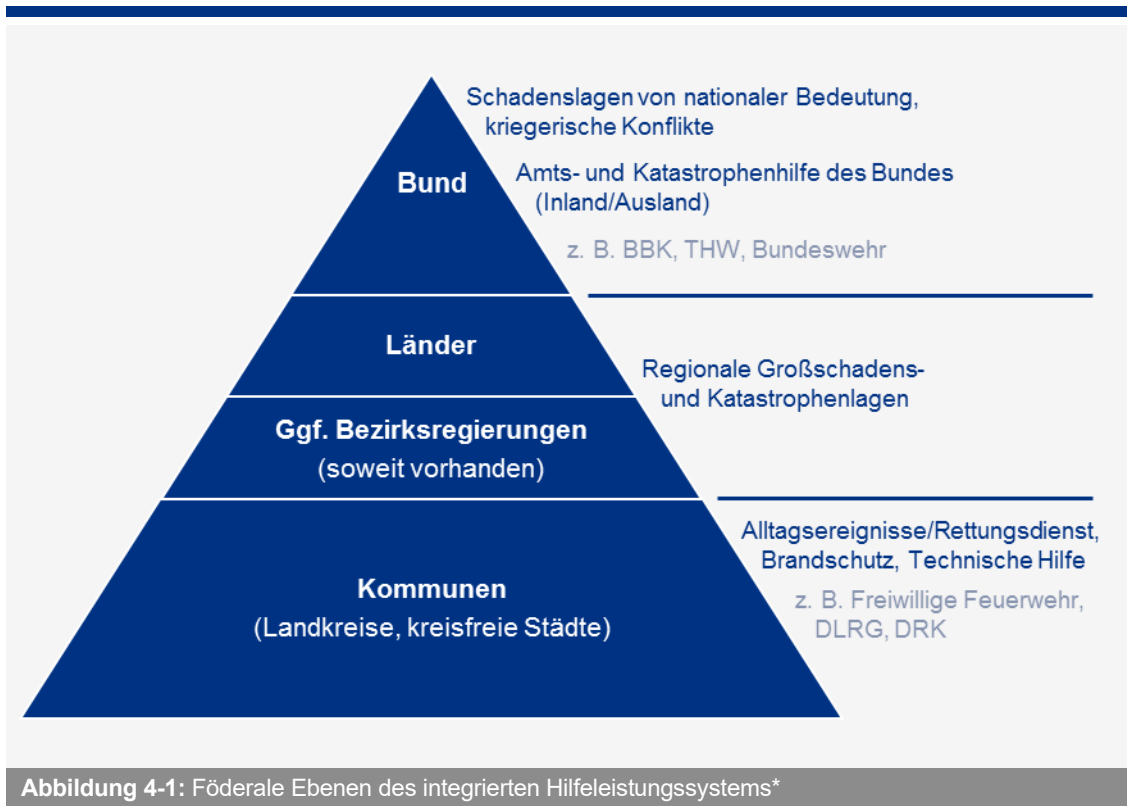 Schadenslagen von nationaler Bedeutung,
kriegerische Konflikte
Bund
Amts- und Katastrophenhilfe des Bundes
(Inland/Ausland)
z. B. BBK, THW, Bundeswehr
Länder
Regionale Großschadens-
und Katastrophenlagen
Ggf. Bezirksregierungen
(soweit vorhanden)
Alltagsereignisse/Rettungsdienst,
Brandschutz, Technische Hilfe
z. B. Freiwillige Feuerwehr,
DLRG, DRK
Kommunen
(Landkreise, kreisfreie Städte)
Abbildung 4-1: Föderale Ebenen des integrierten Hilfeleistungssystems*